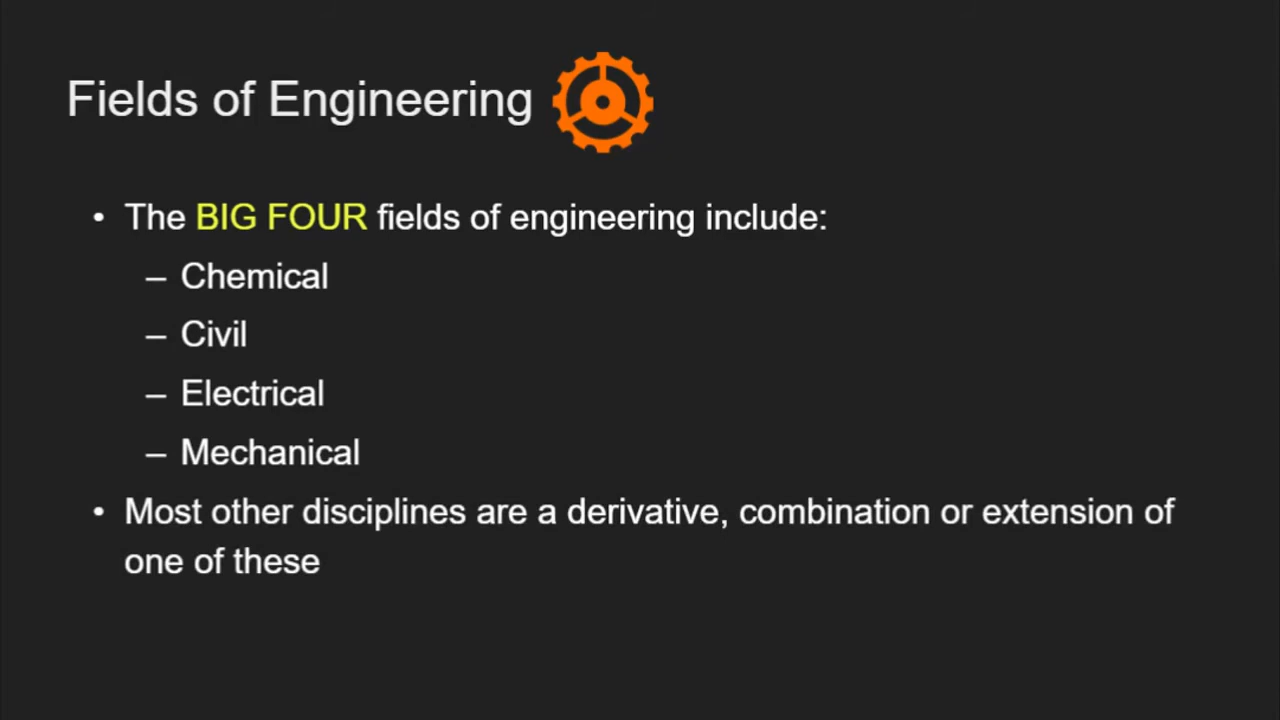 Fields of Engineering
• The BIG FOUR fields of engineering include:
– Chemical
– Civil
– Electrical
– Mechanical
• Most other disciplines are a derivative, combination or extension of
one of these